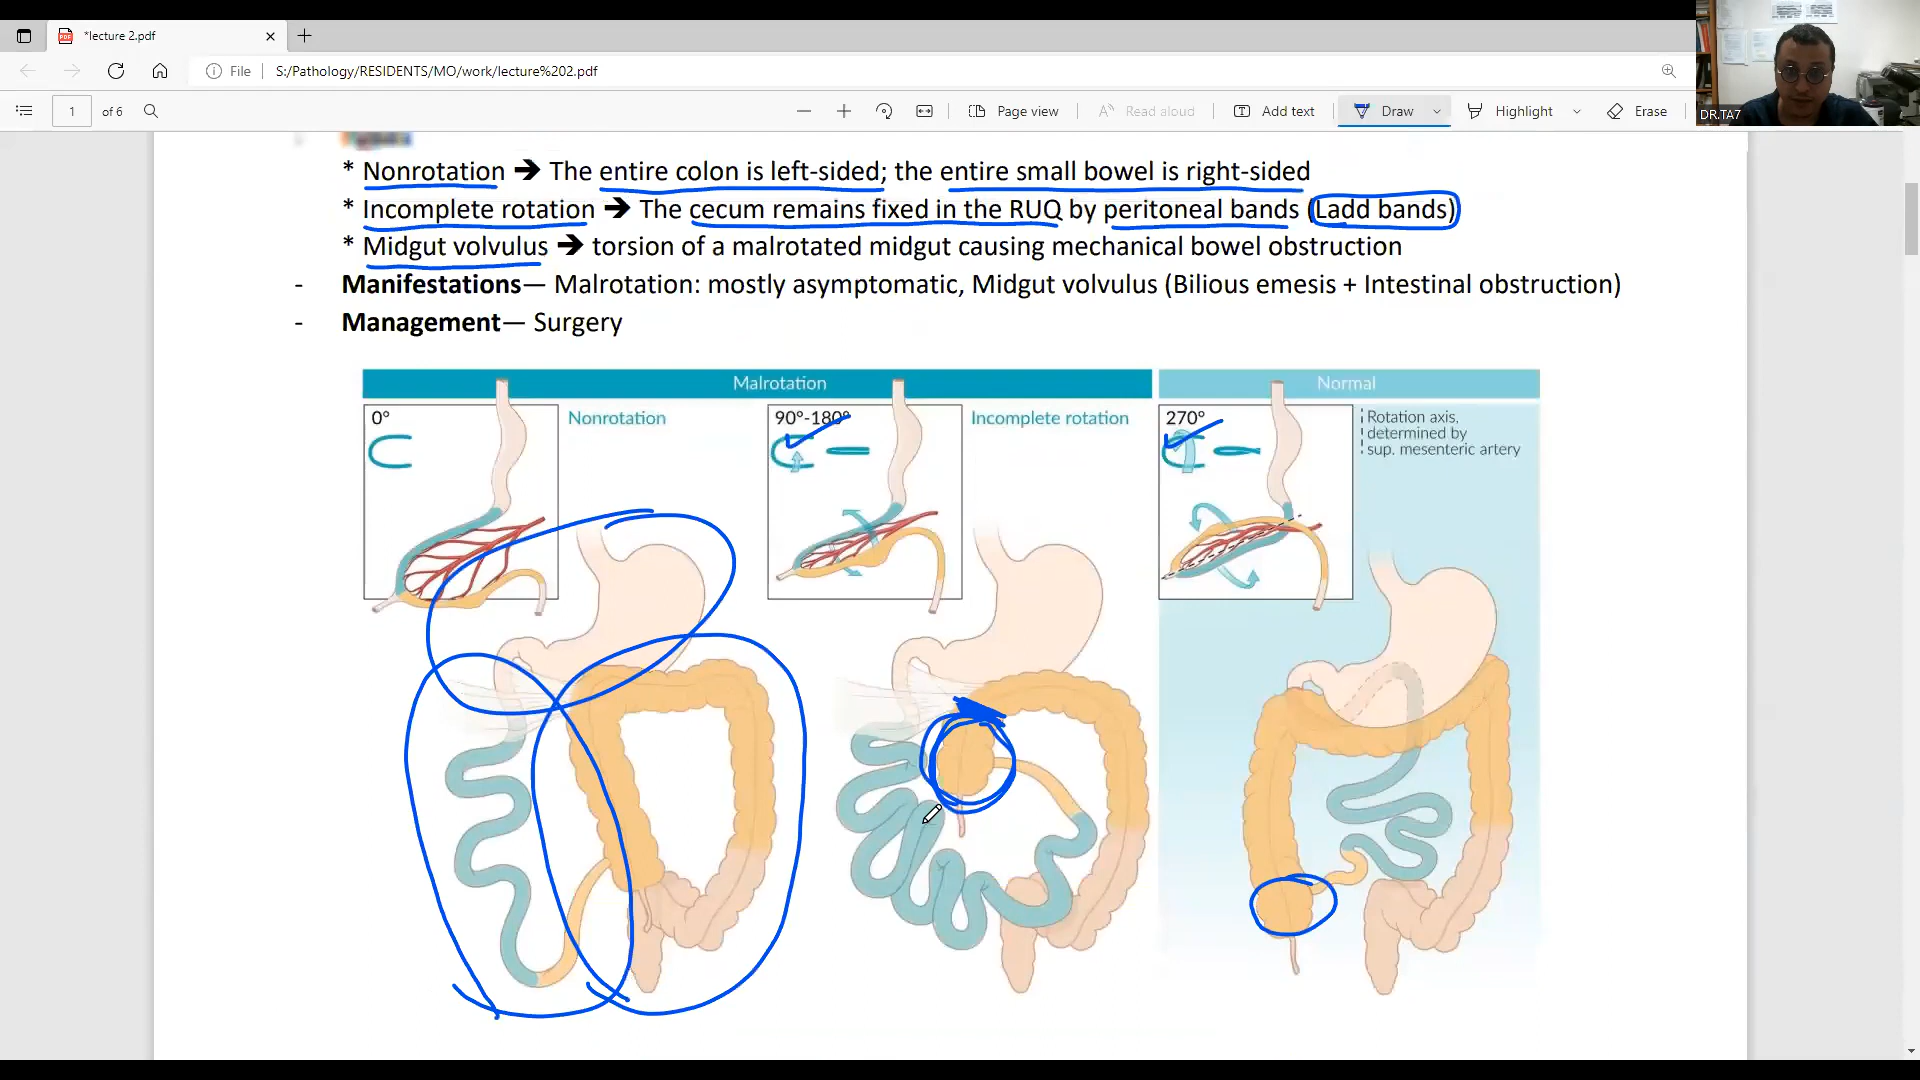 *lecture 2.pdf
File S:/Pathology/RESIDENTS/MO/work/lecture%202.pdf
1 of 6 Page view Read aloud Add text Draw Highlight Erase
DR.TA7
* Nonrotation → The entire colon is left-sided; the entire small bowel is right-sided
* Incomplete rotation → The cecum remains fixed in the RUQ by peritoneal bands (Ladd bands)
* Midgut volvulus → torsion of a malrotated midgut causing mechanical bowel obstruction
- Manifestations— Malrotation: mostly asymptomatic, Midgut volvulus (Bilious emesis + Intestinal obstruction)
- Management— Surgery
Malrotation Normal
0° Nonrotation
90°-180° Incomplete rotation
270°
Rotation axis,
determined by
sup. mesenteric artery